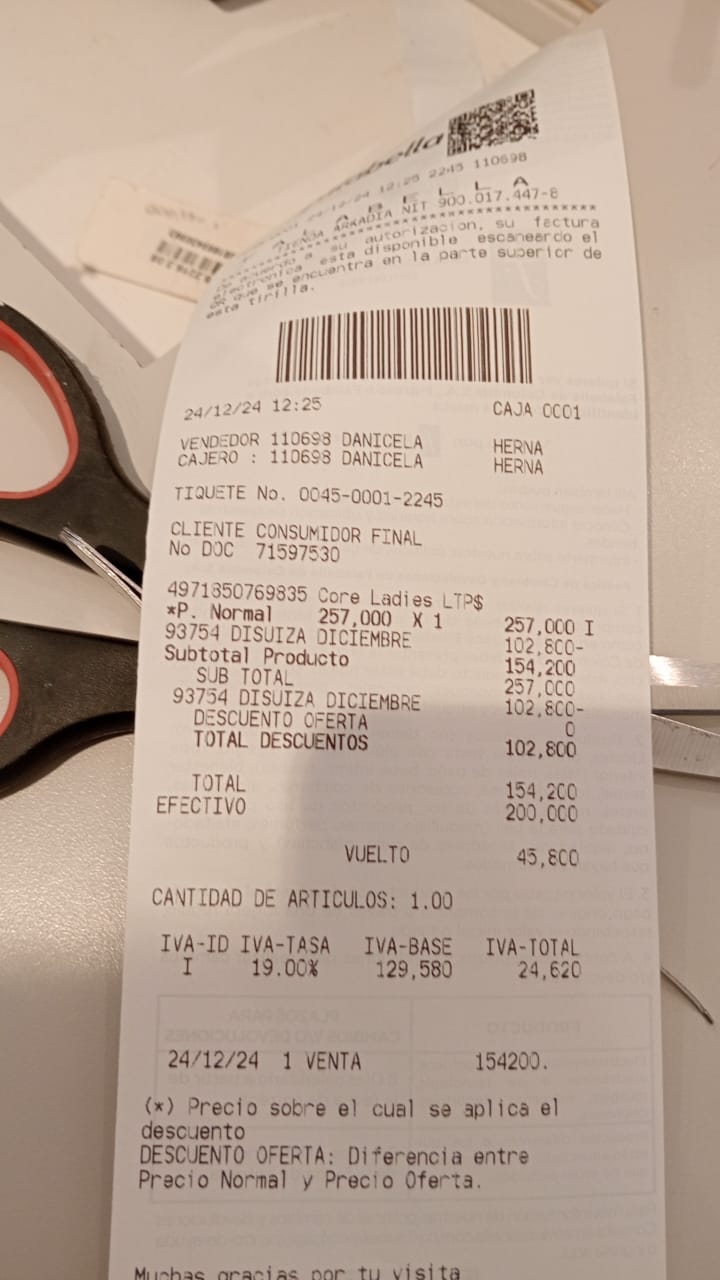 12:25 2245 110698
A B E L L A
TIENDA ARKADIA NIT 900.017.447-8
************************************
De acuerdo a su autorizacion, su factura
electronica esta disponible escaneando el
QR que se encuentra en la parte superior de
esta tirilla.
24/12/24 12:25 CAJA 0001
VENDEDOR 110698 DANICELA HERNA
CAJERO : 110698 DANICELA HERNA
TIQUETE No. 0045-0001-2245
CLIENTE CONSUMIDOR FINAL
No DOC 71597530
4971850769835 Core Ladies LTP$
*P. Normal 257,000 X 1 257,000 I
93754 DISUIZA DICIEMBRE 102,800-
Subtotal Producto 154,200
SUB TOTAL 257,000
93754 DISUIZA DICIEMBRE 102,800-
DESCUENTO OFERTA 0
TOTAL DESCUENTOS 102,800
TOTAL 154,200
EFECTIVO 200,000
VUELTO 45,800
CANTIDAD DE ARTICULOS: 1.00
IVA-ID IVA-TASA IVA-BASE IVA-TOTAL
I 19.00% 129,580 24,620
24/12/24 1 VENTA 154200.
(*) Precio sobre el cual se aplica el
descuento
DESCUENTO OFERTA: Diferencia entre
Precio Normal y Precio Oferta.
Muchas gracias por tu visita